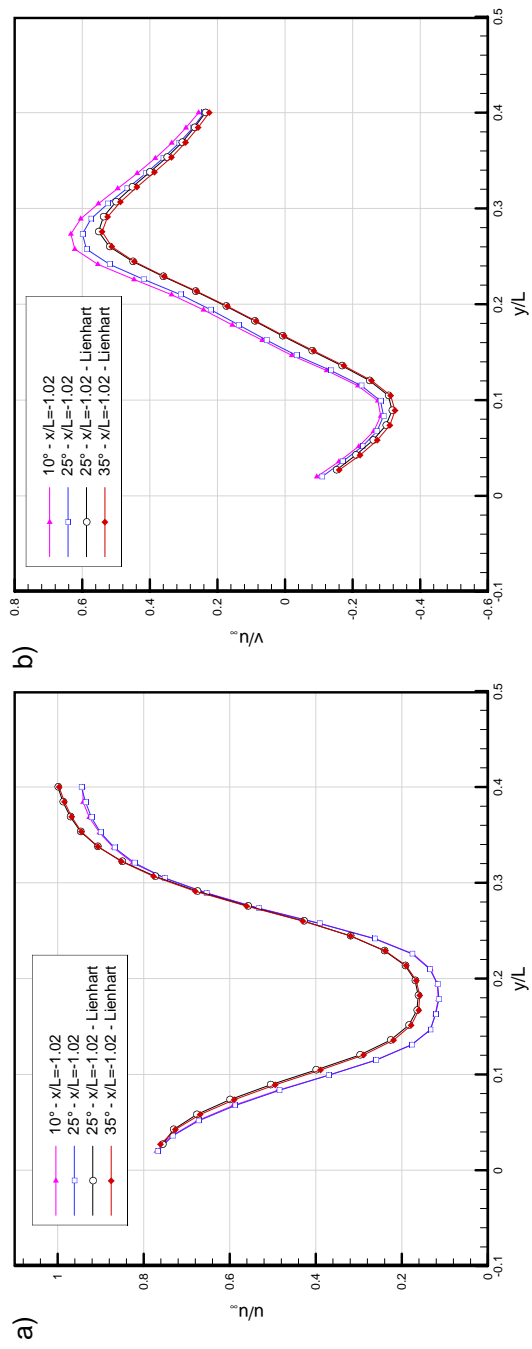 a)
10° - x/L=-1.02
25° - x/L=-1.02
25° - x/L=-1.02 - Lienhart
35° - x/L=-1.02 - Lienhart
u/u∞
1
0.8
0.6
0.4
0.2
0
-0.1
0
0.1
0.2
0.3
0.4
0.5
y/L
b)
10° - x/L=-1.02
25° - x/L=-1.02
25° - x/L=-1.02 - Lienhart
35° - x/L=-1.02 - Lienhart
v/u∞
0.8
0.6
0.4
0.2
0
-0.2
-0.4
-0.6
-0.1
0
0.1
0.2
0.3
0.4
0.5
y/L